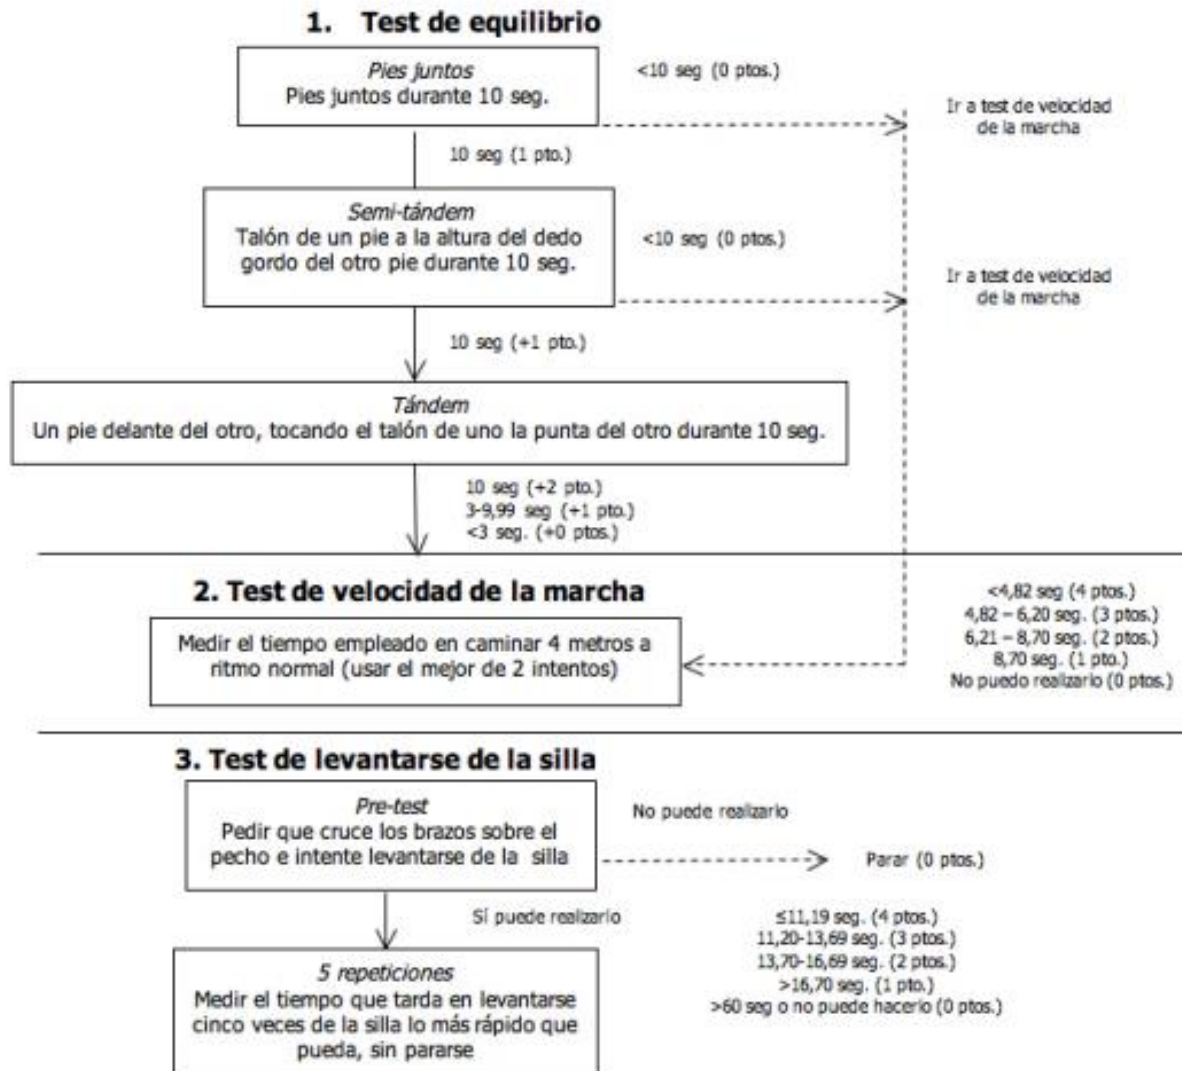 1. Test de equilibrio
Pies juntos
Pies juntos durante 10 seg.
<10 seg (0 ptos.)
Ir a test de velocidad
de la marcha
10 seg (1 pto.)
Semi-tándem
Talón de un pie a la altura del dedo
gordo del otro pie durante 10 seg.
<10 seg (0 ptos.)
Ir a test de velocidad
de la marcha
10 seg (+1 pto.)
Tándem
Un pie delante del otro, tocando el talón de uno la punta del otro durante 10 seg.
10 seg (+2 pto.)
3-9,99 seg (+1 pto.)
<3 seg. (+0 ptos.)
2. Test de velocidad de la marcha
Medir el tiempo empleado en caminar 4 metros a
ritmo normal (usar el mejor de 2 intentos)
<4,82 seg (4 ptos.)
4,82 – 6,20 seg. (3 ptos.)
6,21 – 8,70 seg. (2 ptos.)
8,70 seg. (1 pto.)
No puedo realizarlo (0 ptos.)
3. Test de levantarse de la silla
Pre-test
Pedir que cruce los brazos sobre el
pecho e intente levantarse de la silla
No puede realizarlo
Parar (0 ptos.)
Sí puede realizarlo
5 repeticiones
Medir el tiempo que tarda en levantarse
cinco veces de la silla lo más rápido que
pueda, sin pararse
≤11,19 seg. (4 ptos.)
11,20-13,69 seg. (3 ptos.)
13,70-16,69 seg. (2 ptos.)
>16,70 seg. (1 pto.)
>60 seg o no puede hacerlo (0 ptos.)